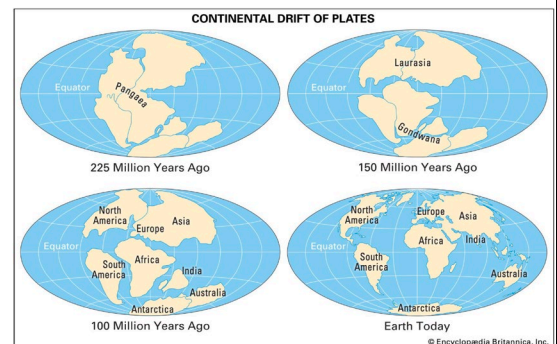 CONTINENTAL DRIFT OF PLATES
Equator
Pangaea
225 Million Years Ago
Laurasia
Equator
Gondwana
150 Million Years Ago
North
America
Europe
Asia
Equator
South
America
Africa
India
Australia
Antarctica
100 Million Years Ago
North
America
Europe
Asia
Equator
Africa
India
South
America
Australia
Antarctica
Earth Today
© Encyclopædia Britannica, Inc.